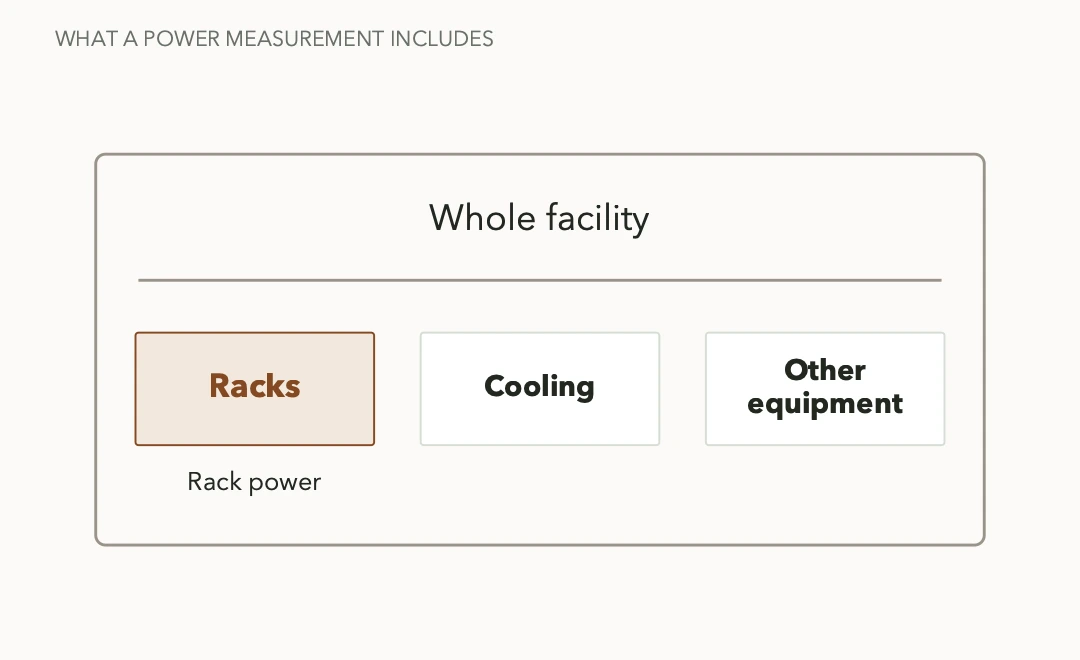 WHAT A POWER MEASUREMENT INCLUDES
Whole facility
Racks
Cooling
Other
equipment
Rack power